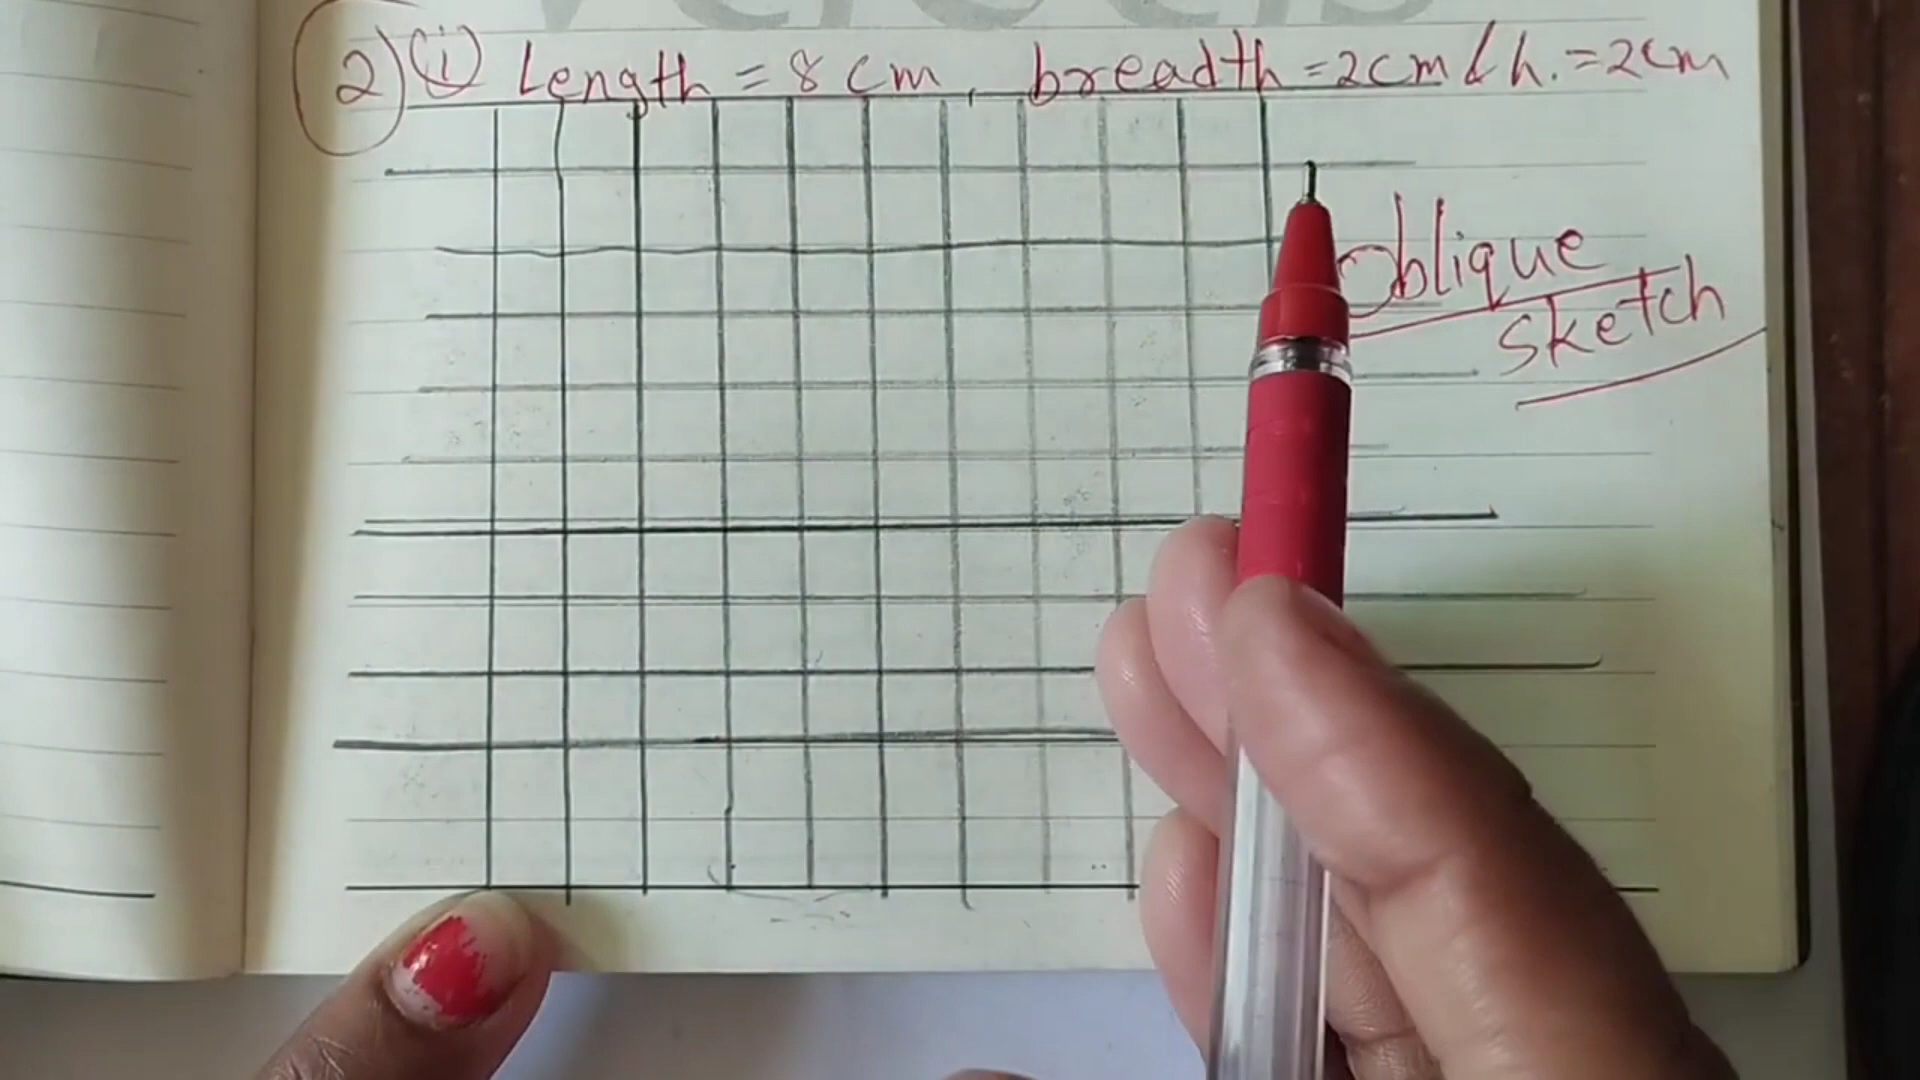 2) (i) Length = 8 cm, breadth = 2cm & h. = 2cm
Oblique
sketch